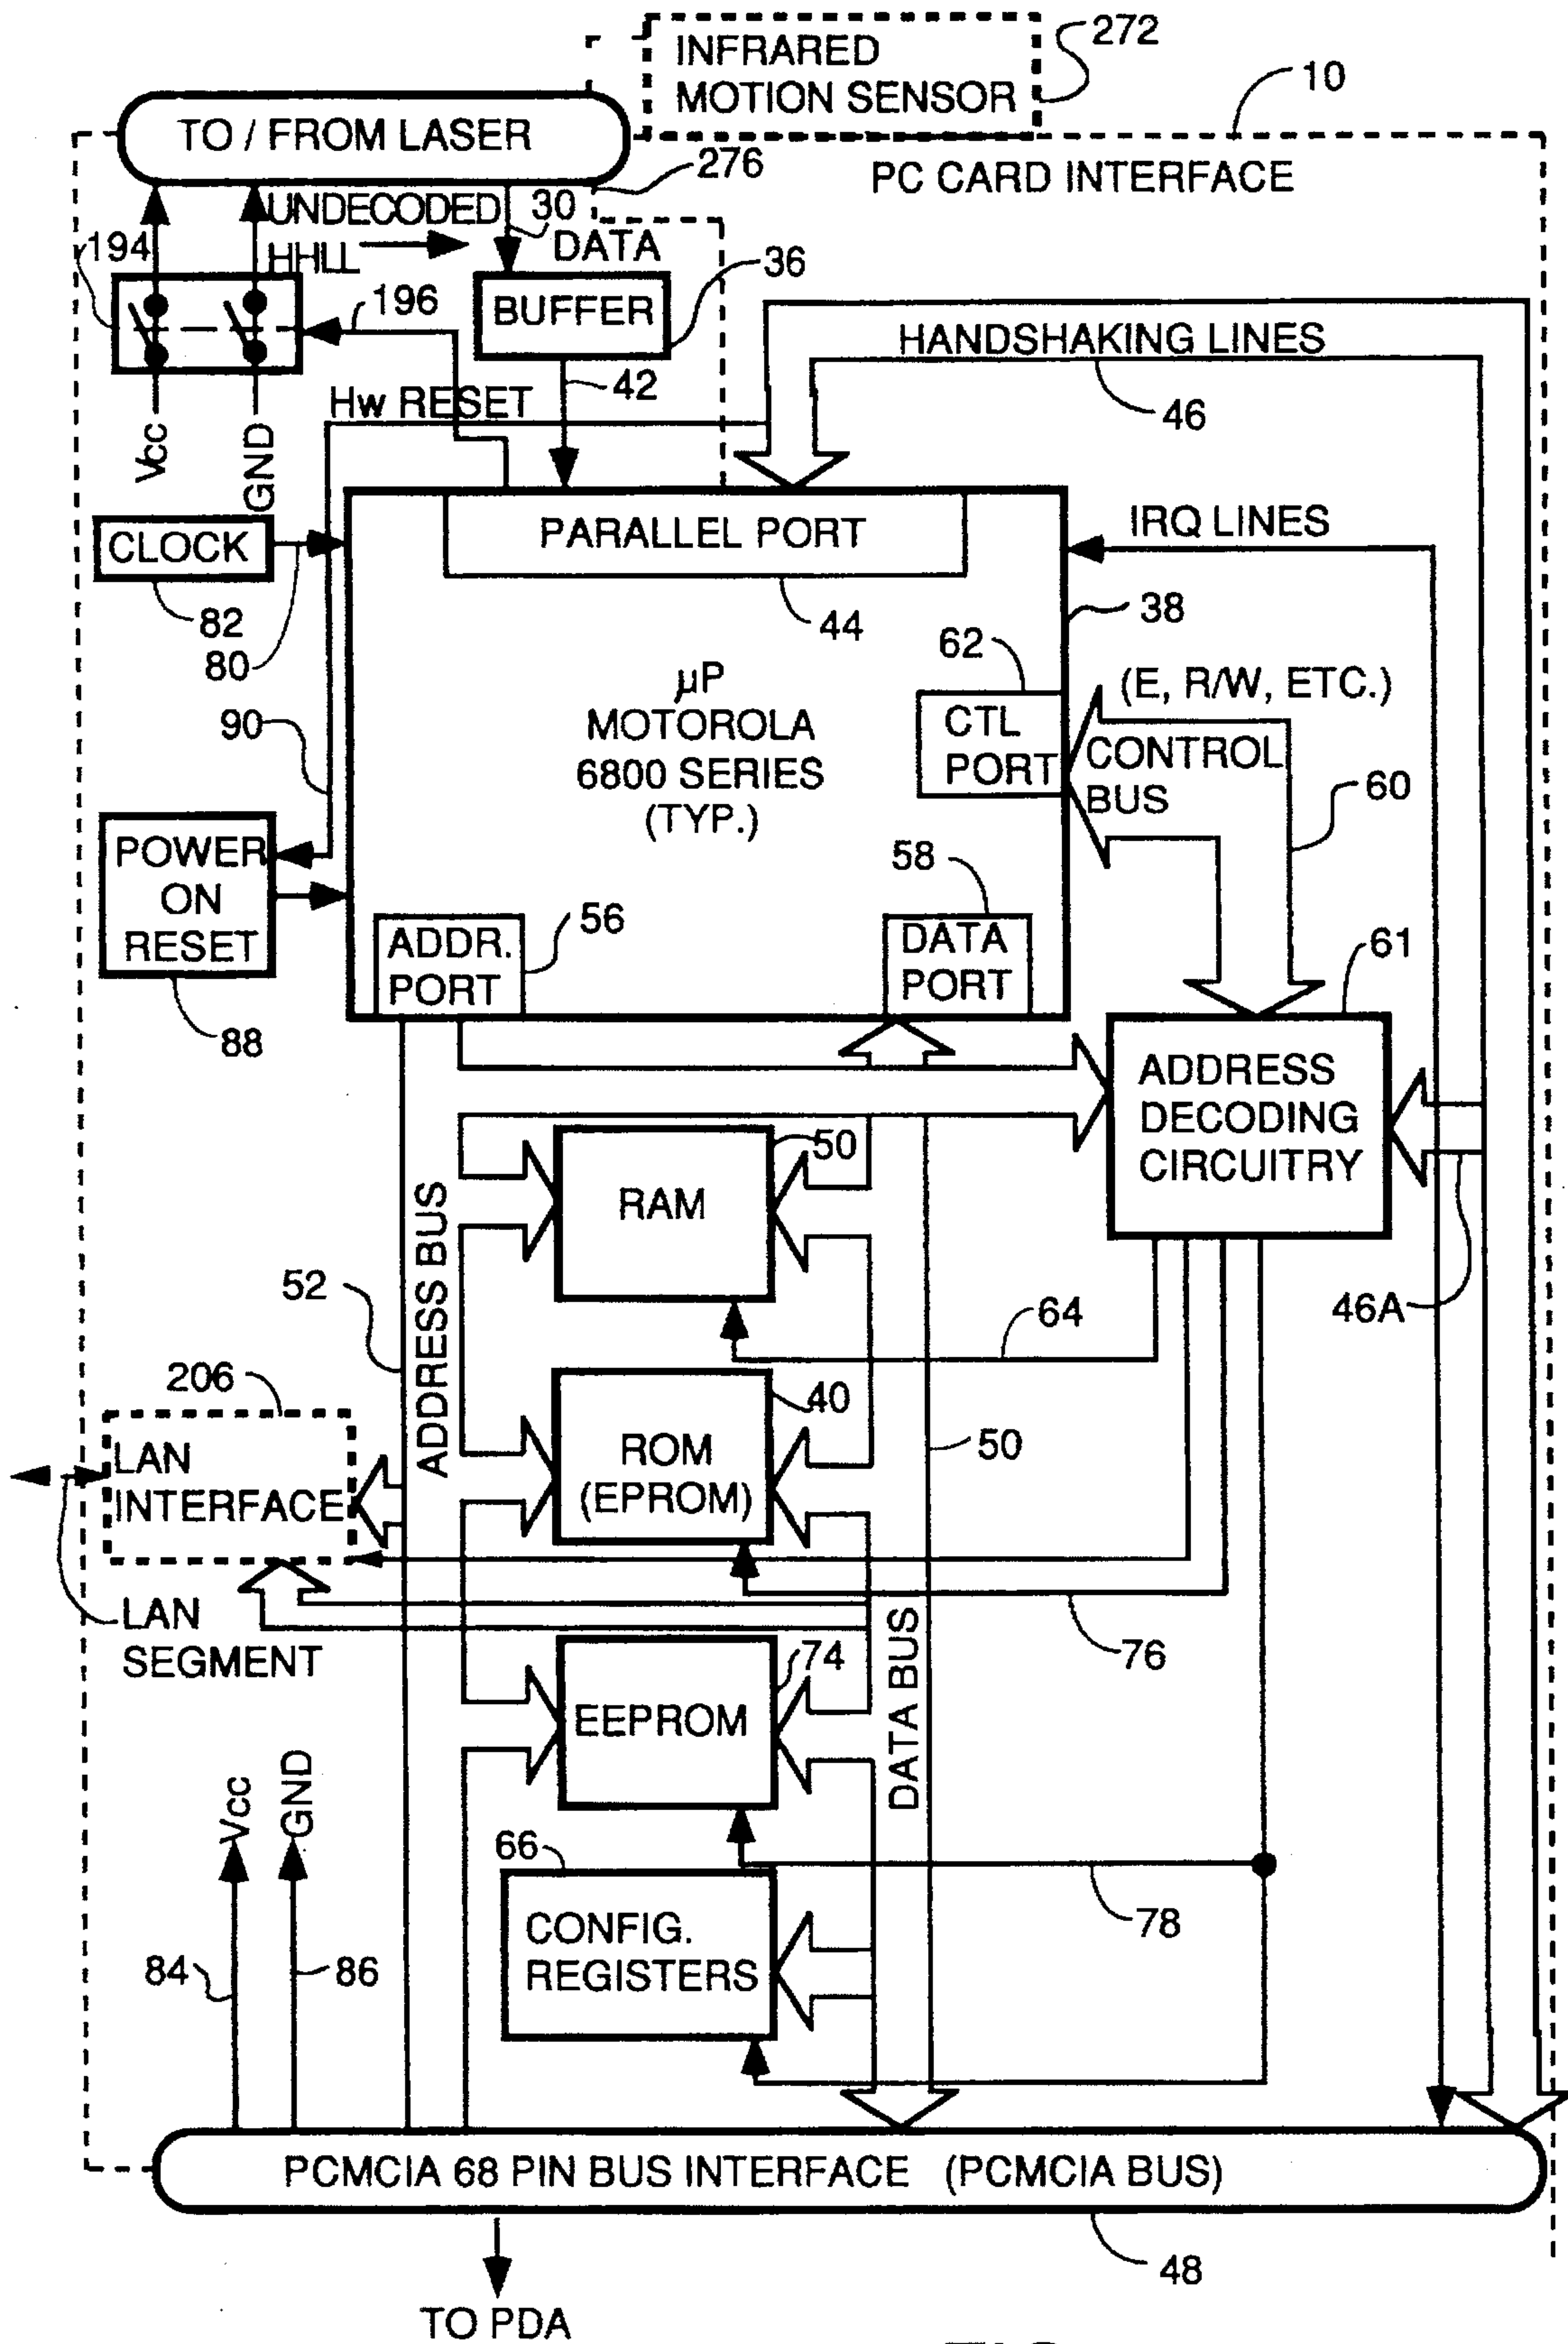 INFRARED
MOTION SENSOR
272
10
TO / FROM LASER
276
PC CARD INTERFACE
UNDECODED
30
194
HHLL
DATA
36
196
BUFFER
HANDSHAKING LINES
42
Hw RESET
46
Vcc
GND
PARALLEL PORT
IRQ LINES
CLOCK
82
44
38
80
62
µP
MOTOROLA
6800 SERIES
(TYP.)
(E, R/W, ETC.)
90
CTL
PORT
CONTROL
BUS
60
POWER
ON
RESET
58
56
ADDR.
PORT
DATA
PORT
61
88
ADDRESS
DECODING
CIRCUITRY
50
RAM
ADDRESS BUS
52
64
46A
206
40
LAN
INTERFACE
ROM
(EPROM)
50
LAN
SEGMENT
76
74
EEPROM
DATA BUS
Vcc
GND
66
CONFIG.
REGISTERS
78
84
86
PCMCIA 68 PIN BUS INTERFACE (PCMCIA BUS)
48
TO PDA